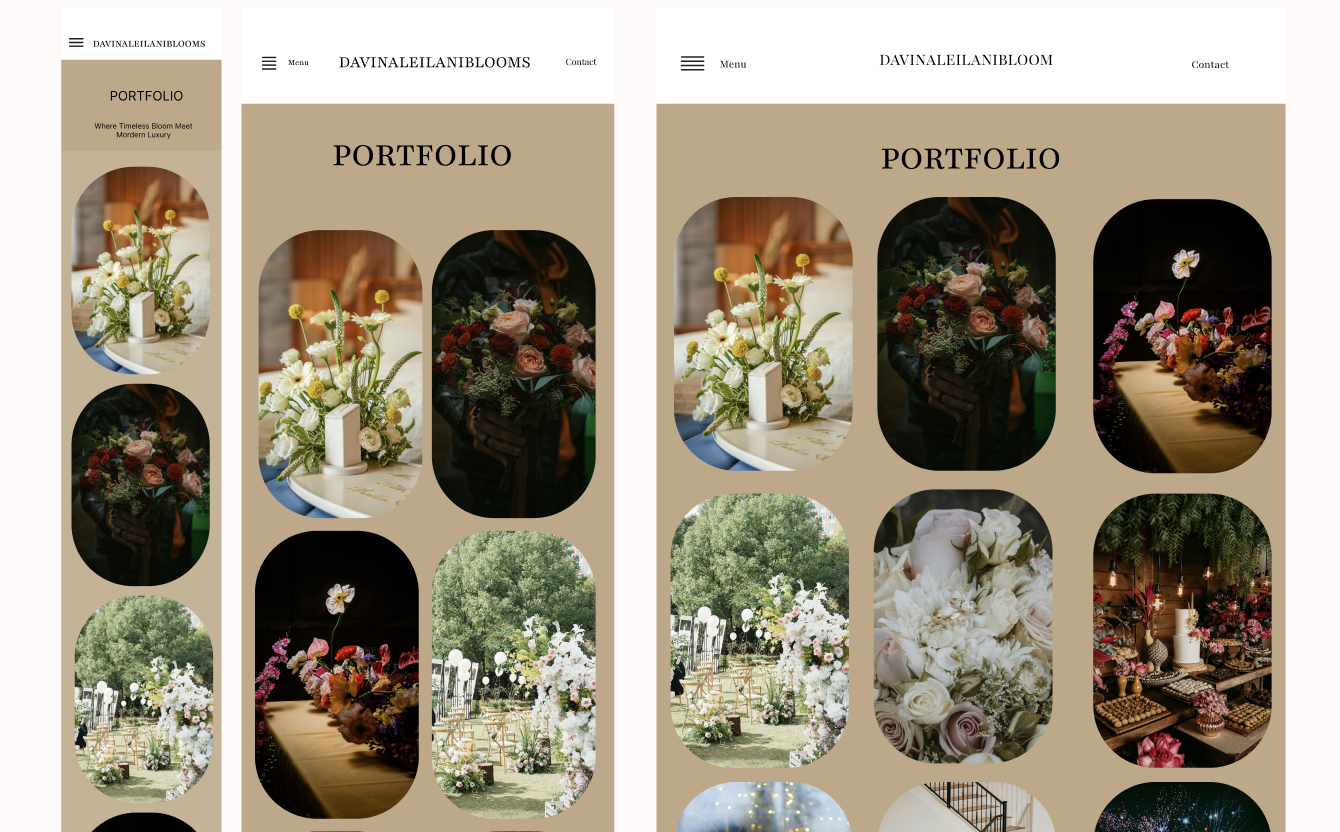 DAVINALEILANIBLOOMS
PORTFOLIO
Where Timeless Bloom Meet
Mordern Luxury
Menu
DAVINALEILANIBLOOMS
Contact
PORTFOLIO
Menu
DAVINALEILANIBLOOM
Contact
PORTFOLIO